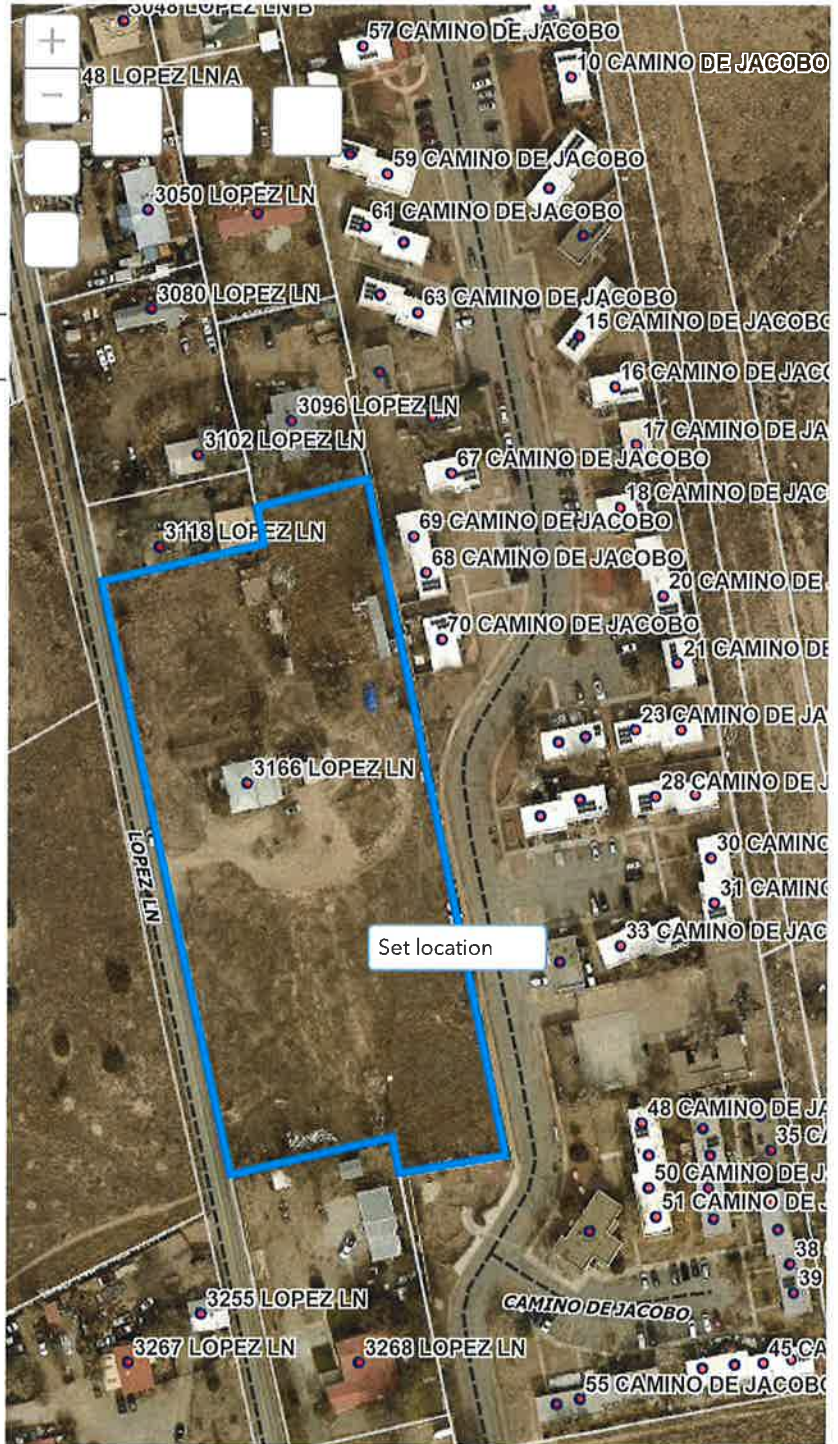 3048 LOPEZ LN B
57 CAMINO DE JACOBO
10 CAMINO DE JACOBO
48 LOPEZ LN A
59 CAMINO DE JACOBO
3050 LOPEZ LN
61 CAMINO DE JACOBO
3080 LOPEZ LN
63 CAMINO DE JACOBO
15 CAMINO DE JACOBO
16 CAMINO DE JACO
3096 LOPEZ LN
3102 LOPEZ LN
17 CAMINO DE JA
67 CAMINO DE JACOBO
18 CAMINO DE JAC
3118 LOPEZ LN
69 CAMINO DE JACOBO
68 CAMINO DE JACOBO
20 CAMINO DE
70 CAMINO DE JACOBO
21 CAMINO DE
23 CAMINO DE JA
3166 LOPEZ LN
28 CAMINO DE J
LOPEZ LN
30 CAMINO
31 CAMINO
33 CAMINO DE JAC
Set location
48 CAMINO DE JA
35 CA
50 CAMINO DE J
51 CAMINO DE J
38
39
3255 LOPEZ LN
CAMINO DE JACOBO
3267 LOPEZ LN
3268 LOPEZ LN
45 CA
55 CAMINO DE JACOBO